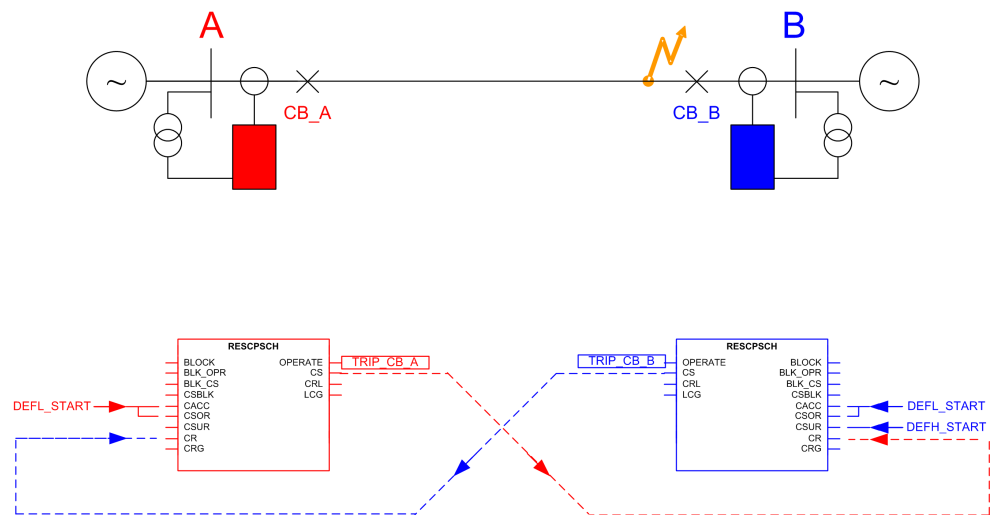 A
B
~
~
CB_A
CB_B
RESCPSCH
BLOCK
BLK_OPR
BLK_CS
CSBLK
CACC
CSOR
CSUR
CR
CRG
OPERATE
CS
CRL
LCG
TRIP_CB_A
DEFL_START
RESCPSCH
TRIP_CB_B
OPERATE
CS
CRL
LCG
BLOCK
BLK_OPR
BLK_CS
CSBLK
CACC
CSOR
CSUR
CR
CRG
DEFL_START
DEFH_START